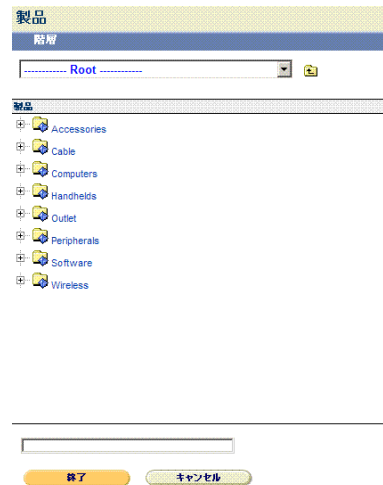 製品
階層
------------ Root ------------
製品
Accessories
Cable
Computers
Handhelds
Outlet
Peripherals
Software
Wireless
終了
キャンセル